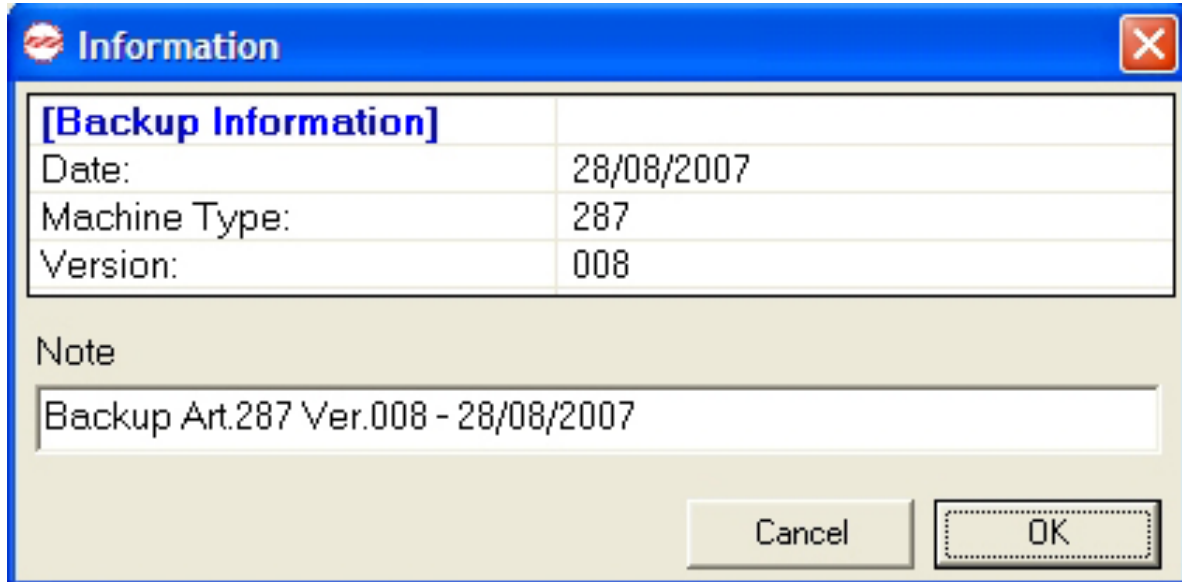 Information
[Backup Information]
Date: 28/08/2007
Machine Type: 287
Version: 008
Note
Backup Art.287 Ver.008 - 28/08/2007
Cancel OK